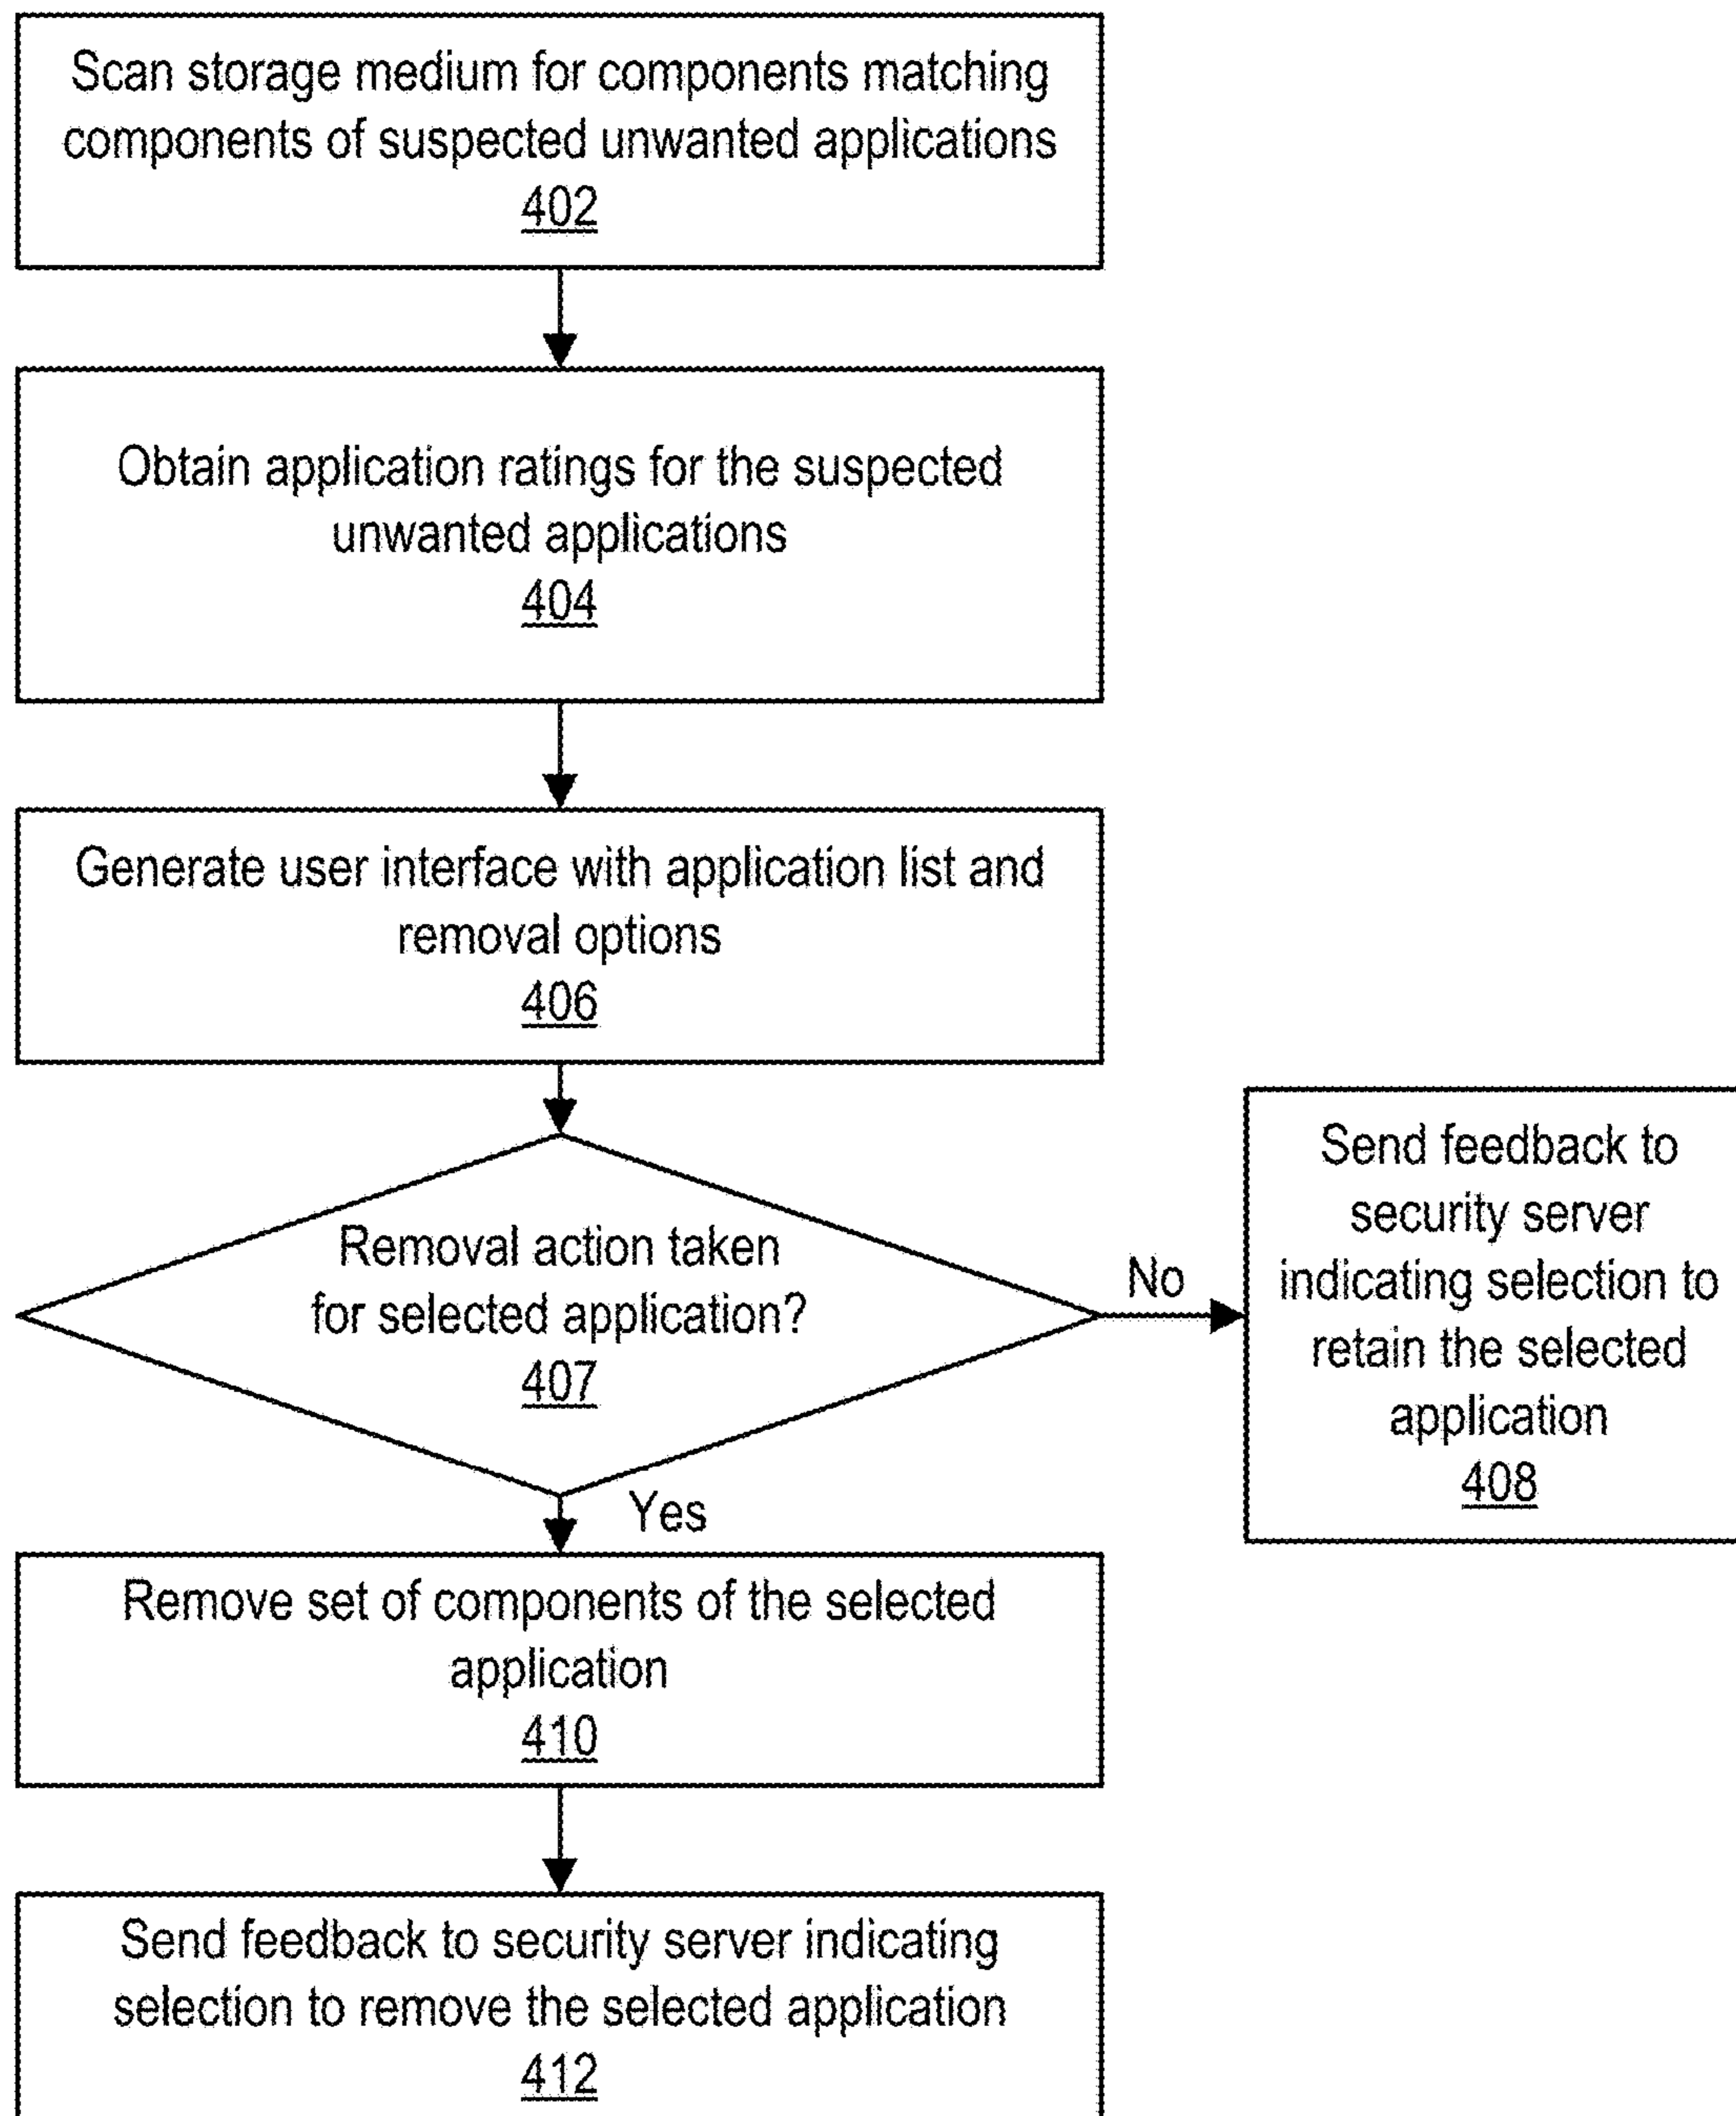 Scan storage medium for components matching
components of suspected unwanted applications
402
Obtain application ratings for the suspected
unwanted applications
404
Generate user interface with application list and
removal options
406
Removal action taken
for selected application?
407
No
Send feedback to
security server
indicating selection to
retain the selected
application
408
Yes
Remove set of components of the selected
application
410
Send feedback to security server indicating
selection to remove the selected application
412